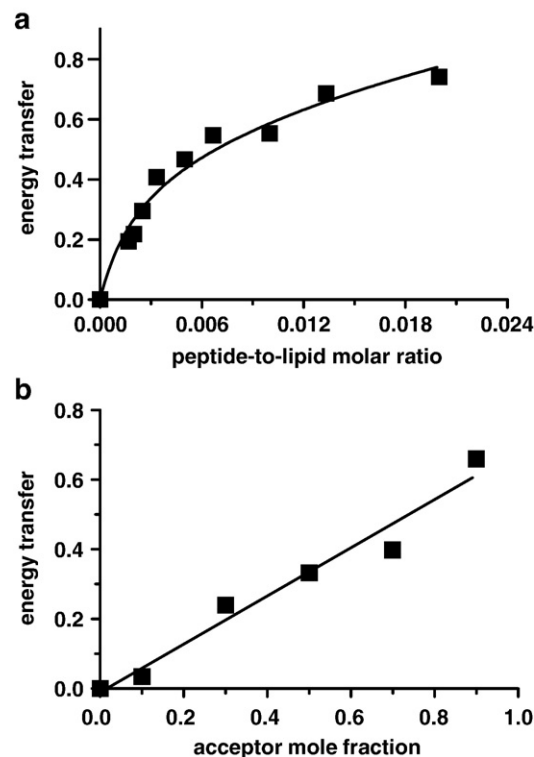 a
0.8
0.6
0.4
0.2
0.0
energy transfer
0.000 0.006 0.012 0.018 0.024
peptide-to-lipid molar ratio
b
0.8
0.6
0.4
0.2
0.0
energy transfer
0.0 0.2 0.4 0.6 0.8 1.0
acceptor mole fraction